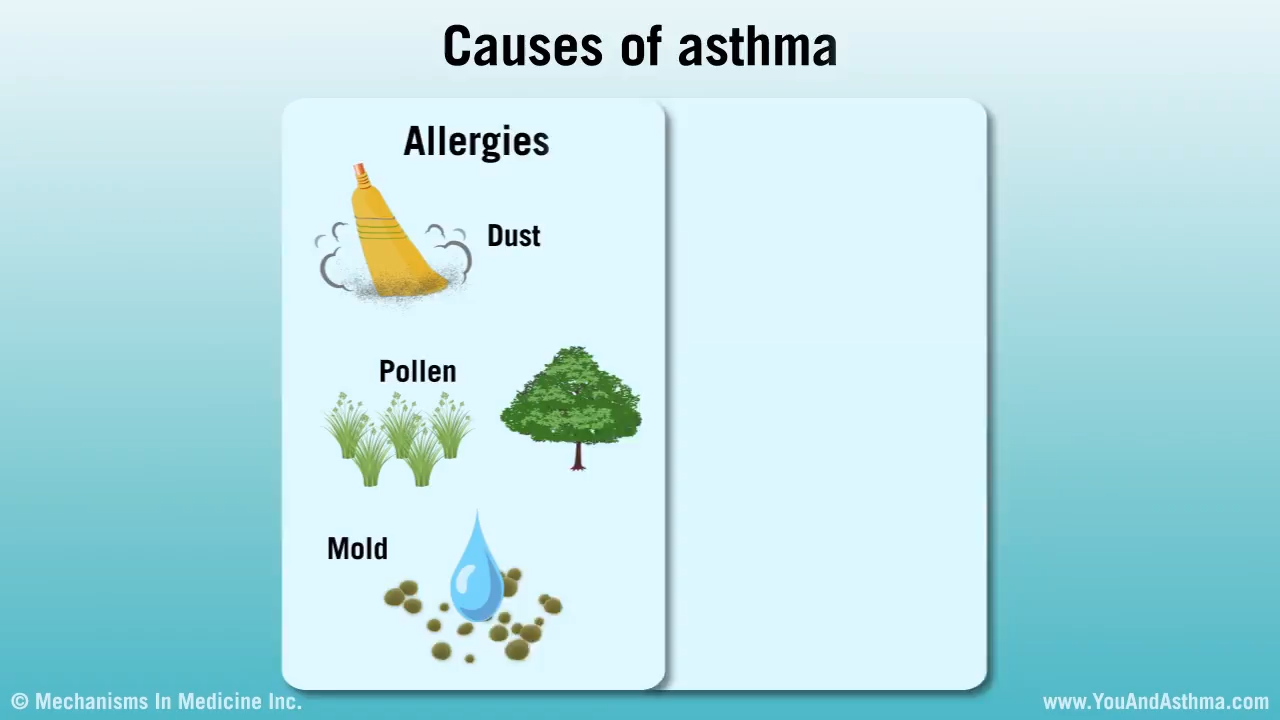 Causes of asthma
Allergies
Dust
Pollen
Mold
© Mechanisms In Medicine Inc.
www.YouAndAsthma.com